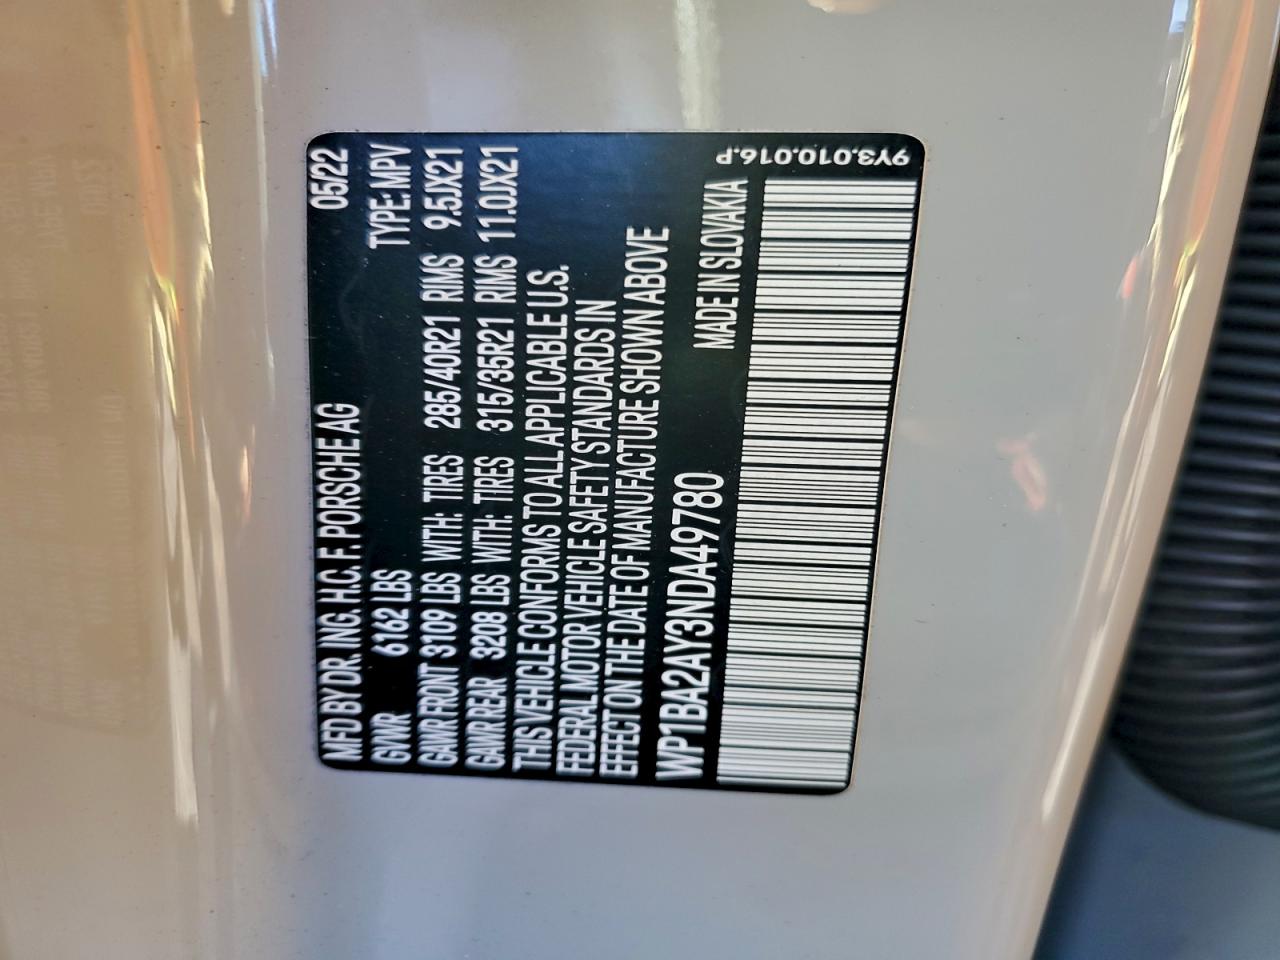 MFD BY DR. ING. H.C. F. PORSCHE AG 05/22
GVWR 6162 LBS TYPE: MPV
GAWR FRONT 3109 LBS WITH: TIRES 285/40R21 RIMS 9.5JX21
GAWR REAR 3208 LBS WITH: TIRES 315/35R21 RIMS 11.0JX21
THIS VEHICLE CONFORMS TO ALL APPLICABLE U.S.
FEDERAL MOTOR VEHICLE SAFETY STANDARDS IN
EFFECT ON THE DATE OF MANUFACTURE SHOWN ABOVE
WP1BA2AY3NDA49780 MADE IN SLOVAKIA
9Y3.010.016.P